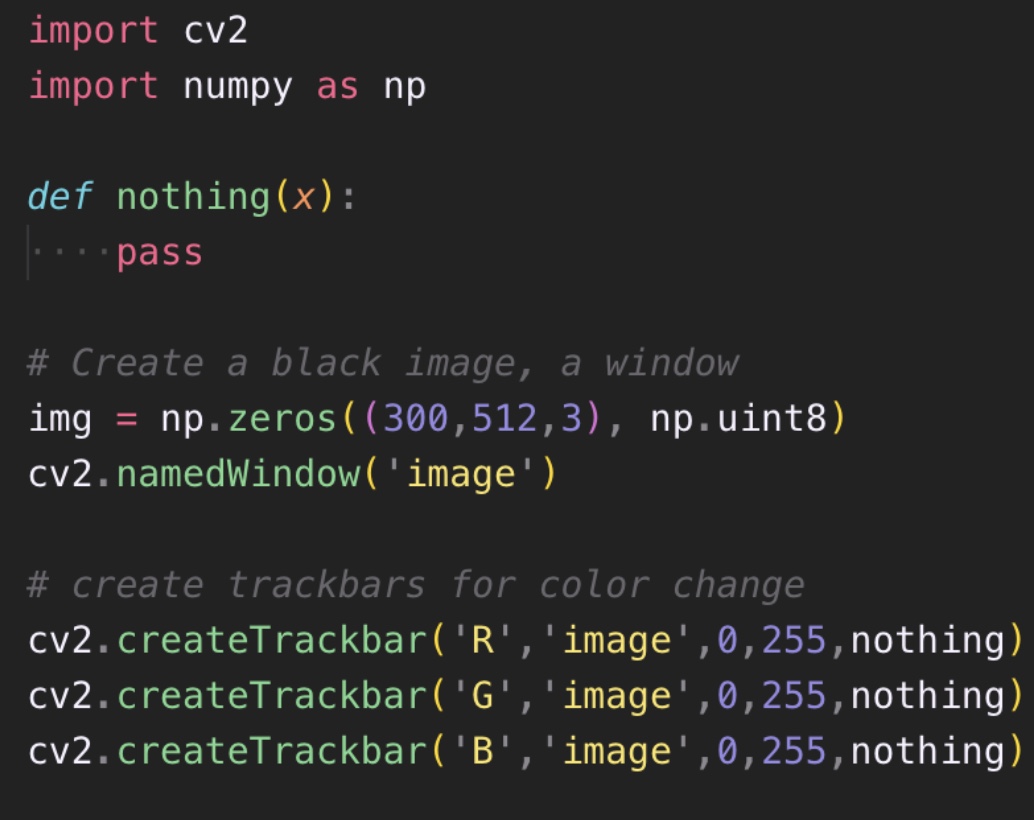 import cv2
import numpy as np
def nothing(x):
    pass
# Create a black image, a window
img = np.zeros((300,512,3), np.uint8)
cv2.namedWindow('image')
# create trackbars for color change
cv2.createTrackbar('R','image',0,255,nothing)
cv2.createTrackbar('G','image',0,255,nothing)
cv2.createTrackbar('B','image',0,255,nothing)